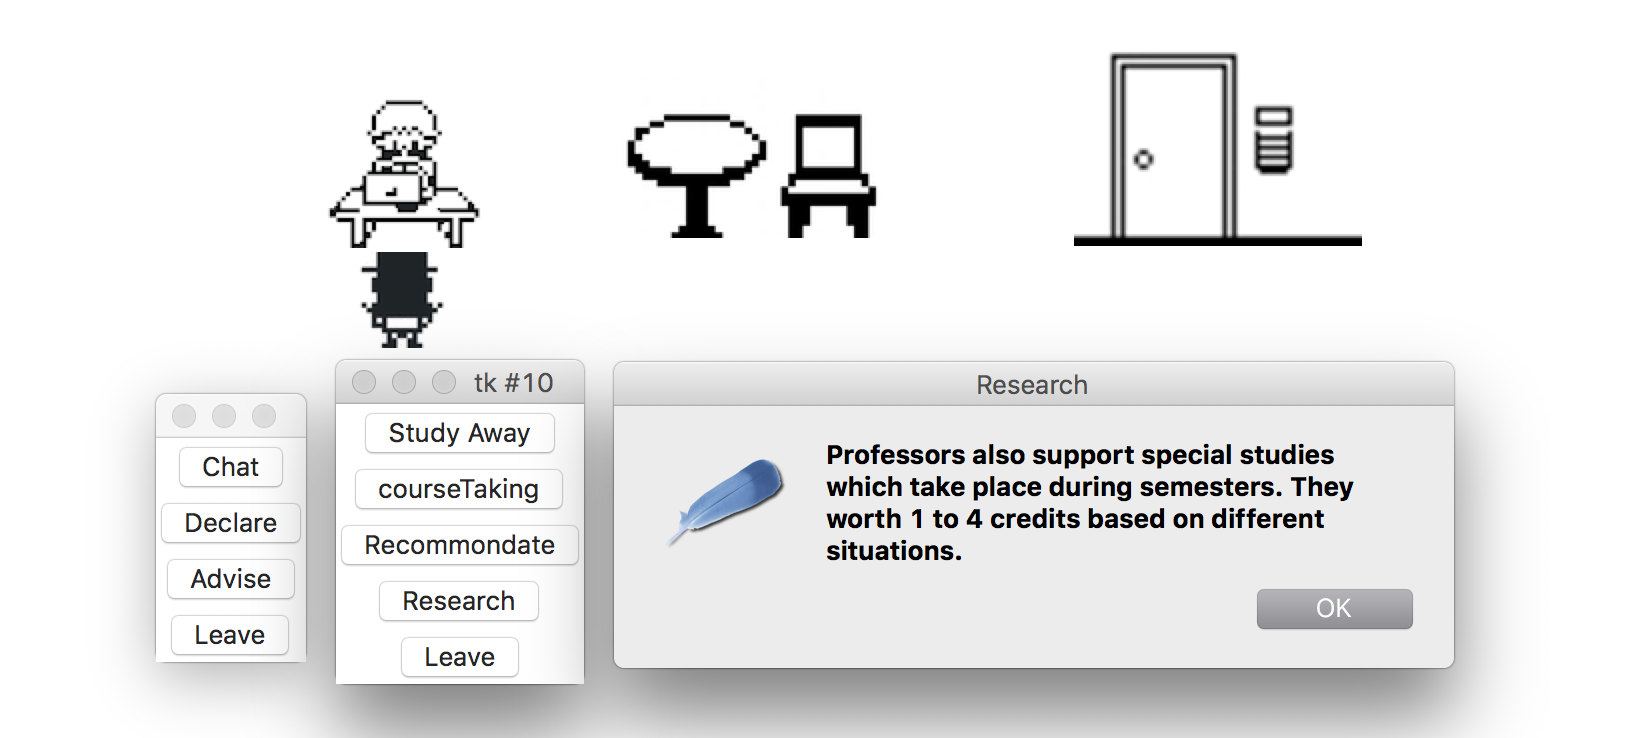 Chat
Declare
Advise
Leave
tk #10
Study Away
courseTaking
Recommondate
Research
Leave
Research
Professors also support special studies
which take place during semesters. They
worth 1 to 4 credits based on different
situations.
OK